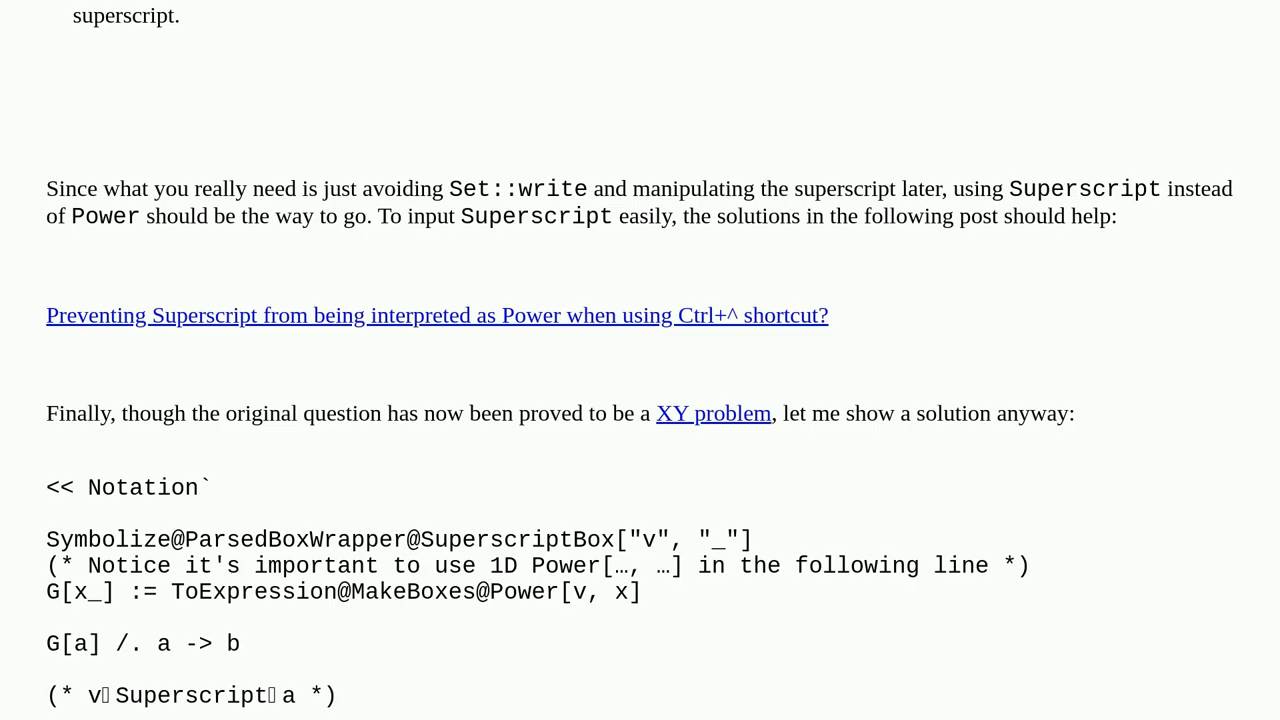 superscript.
Since what you really need is just avoiding Set::write and manipulating the superscript later, using Superscript instead
of Power should be the way to go. To input Superscript easily, the solutions in the following post should help:
Preventing Superscript from being interpreted as Power when using Ctrl+^ shortcut?
Finally, though the original question has now been proved to be a XY problem, let me show a solution anyway:
<< Notation`
Symbolize@ParsedBoxWrapper@SuperscriptBox["v", "_"]
(* Notice it's important to use 1D Power[…, …] in the following line *)
G[x_] := ToExpression@MakeBoxes@Power[v, x]
G[a] /. a -> b
(* v▯Superscript▯a *)